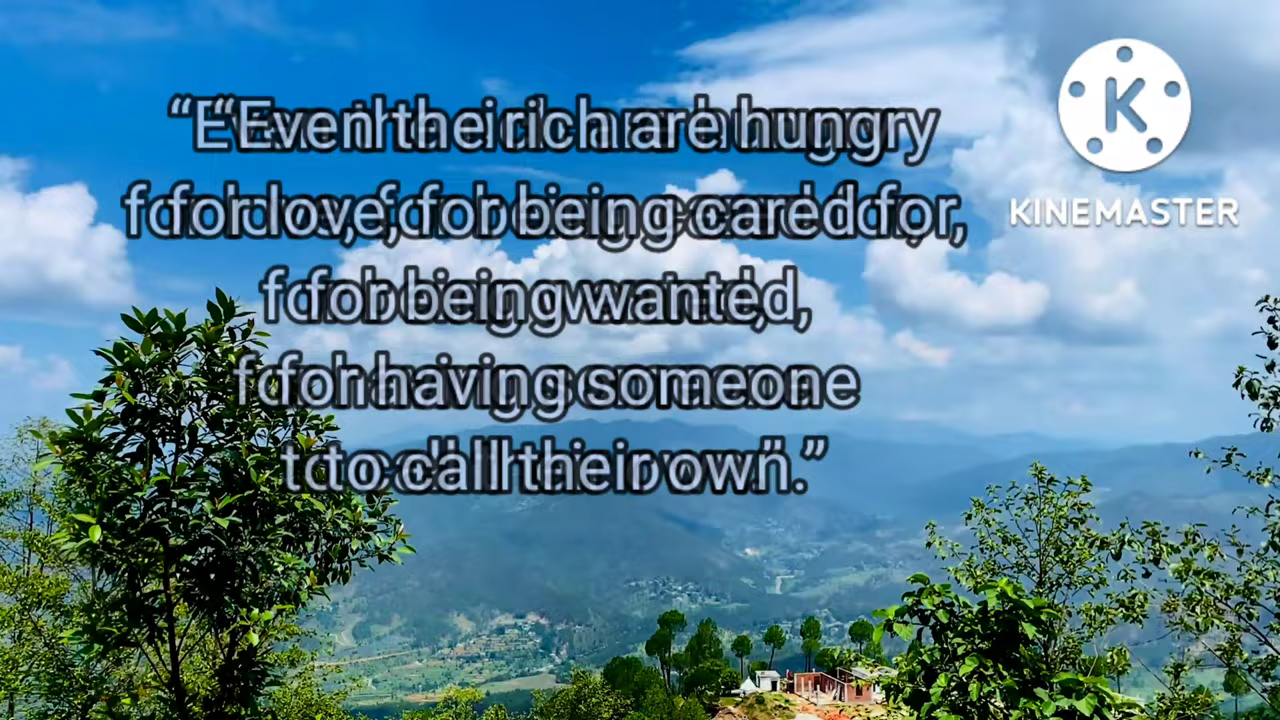 “Even the rich are hungry
for love, for being cared for,
for being wanted,
for having someone
to call their own.”
KINEMASTER